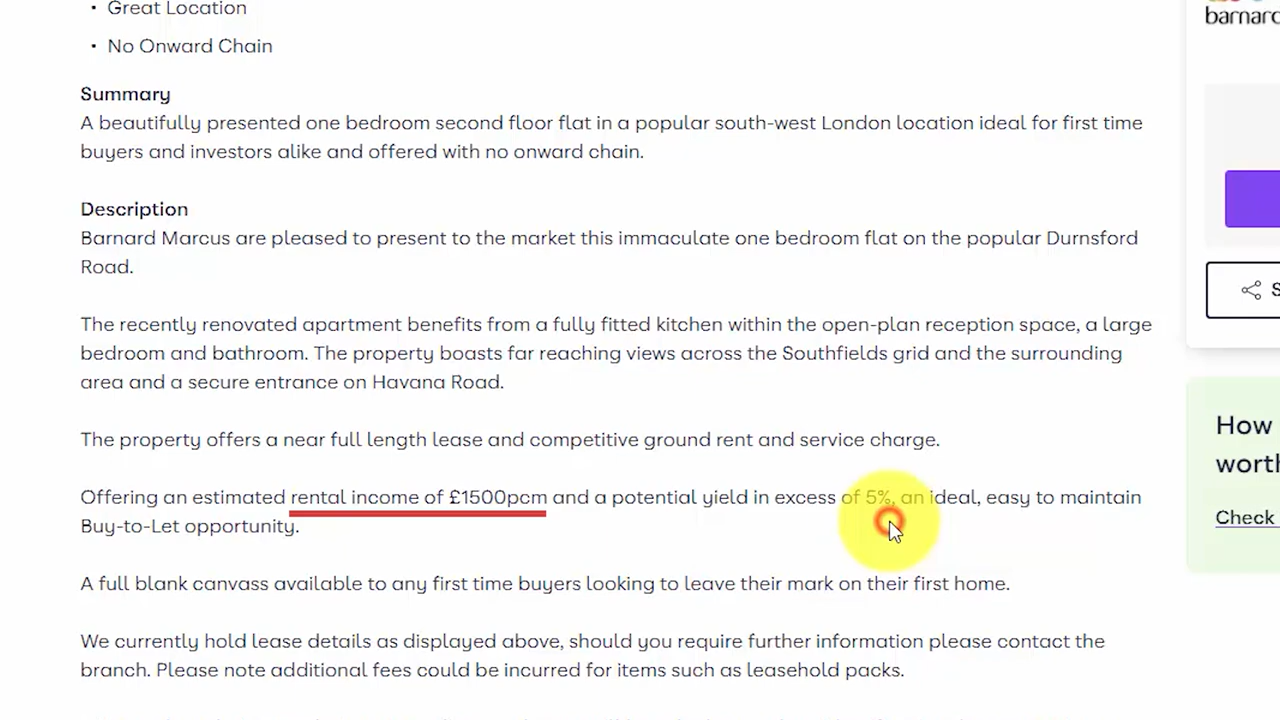 • Great Location
• No Onward Chain
Summary
A beautifully presented one bedroom second floor flat in a popular south-west London location ideal for first time
buyers and investors alike and offered with no onward chain.
Description
Barnard Marcus are pleased to present to the market this immaculate one bedroom flat on the popular Durnsford
Road.
The recently renovated apartment benefits from a fully fitted kitchen within the open-plan reception space, a large
bedroom and bathroom. The property boasts far reaching views across the Southfields grid and the surrounding
area and a secure entrance on Havana Road.
The property offers a near full length lease and competitive ground rent and service charge.
Offering an estimated rental income of £1500pcm and a potential yield in excess of 5%, an ideal, easy to maintain
Buy-to-Let opportunity.
A full blank canvass available to any first time buyers looking to leave their mark on their first home.
We currently hold lease details as displayed above, should you require further information please contact the
branch. Please note additional fees could be incurred for items such as leasehold packs.
barnard
S
How
worth
Check